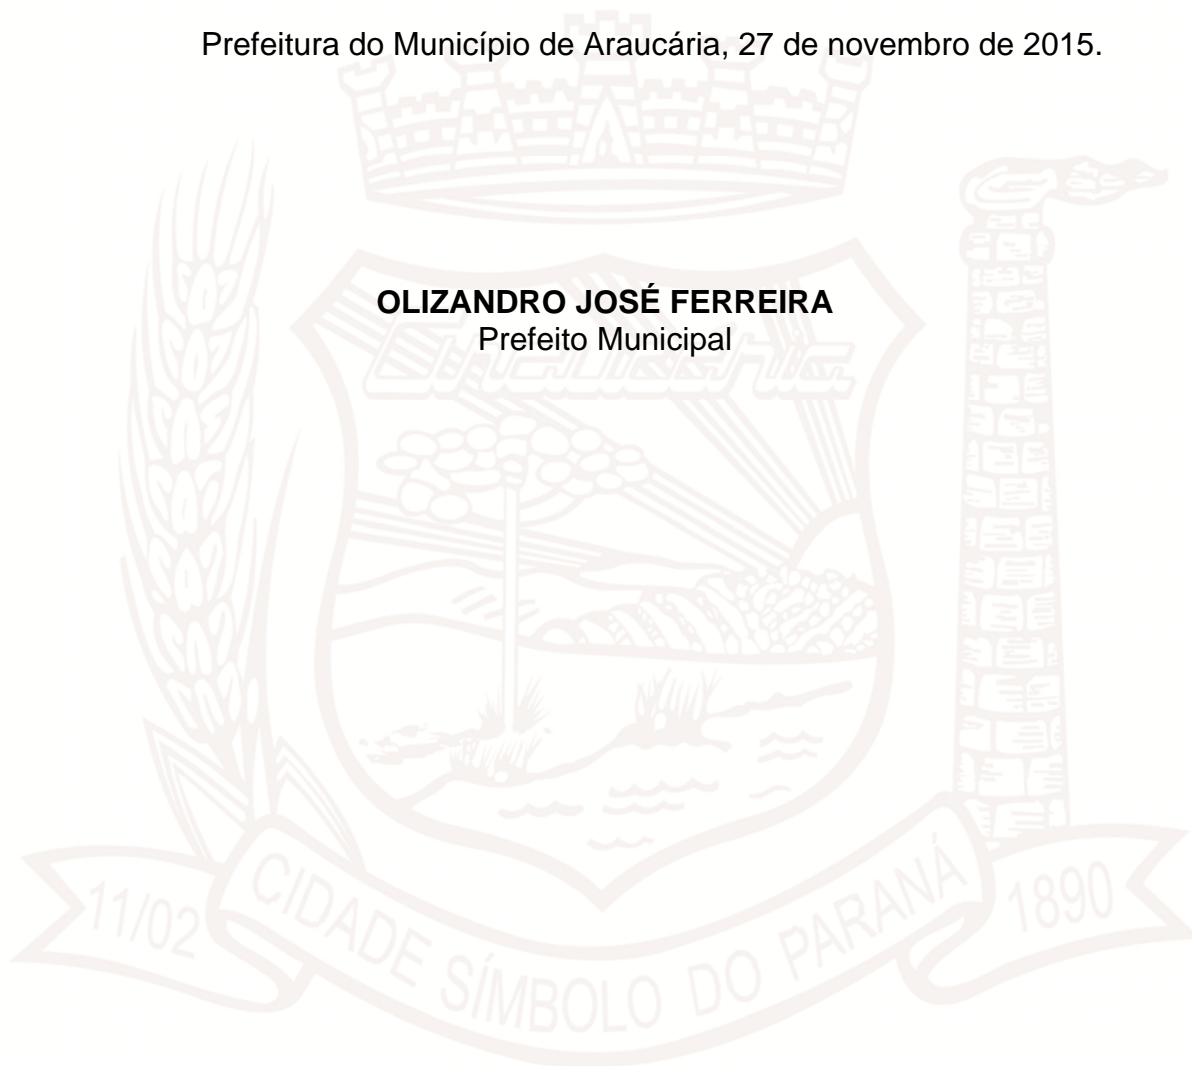 Prefeitura do Município de Araucária, 27 de novembro de 2015.
OLIZANDRO JOSÉ FERREIRA
Prefeito Municipal
11/02 CIDADE SÍMBOLO DO PARANÁ 1890